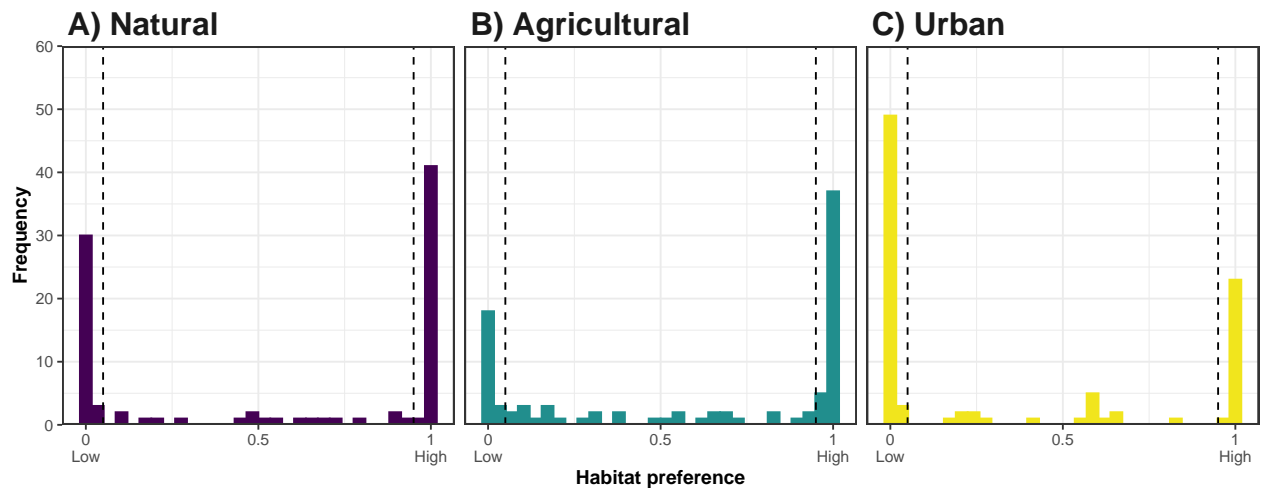 A) Natural
B) Agricultural
C) Urban
Frequency
60
50
40
30
20
10
0
0 0.5 1 0 0.5 1 0 0.5 1
Low High Low High Low High
Habitat preference